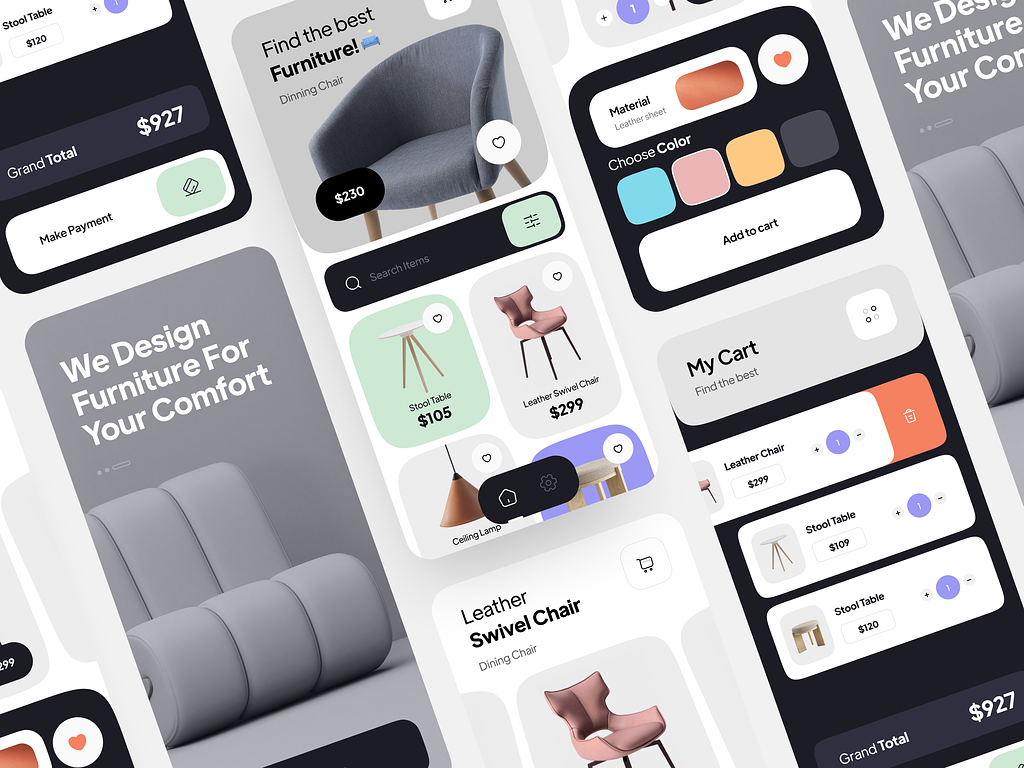 Stool Table
$120
+
1
Grand Total
$927
Make Payment
We Design
Furniture For
Your Comfort
299
Find the best
Furniture!
Dinning Chair
$230
Search Items
Stool Table
$105
Leather Swivel Chair
$299
Ceiling Lamp
Leather
Swivel Chair
Dining Chair
+
1
Material
Leather sheet
Choose Color
Add to cart
My Cart
Find the best
Leather Chair
$299
+ 1 -
Stool Table
$109
+ 1 -
Stool Table
$120
+ 1 -
Grand Total
$927
We Design
Furniture
Your Com